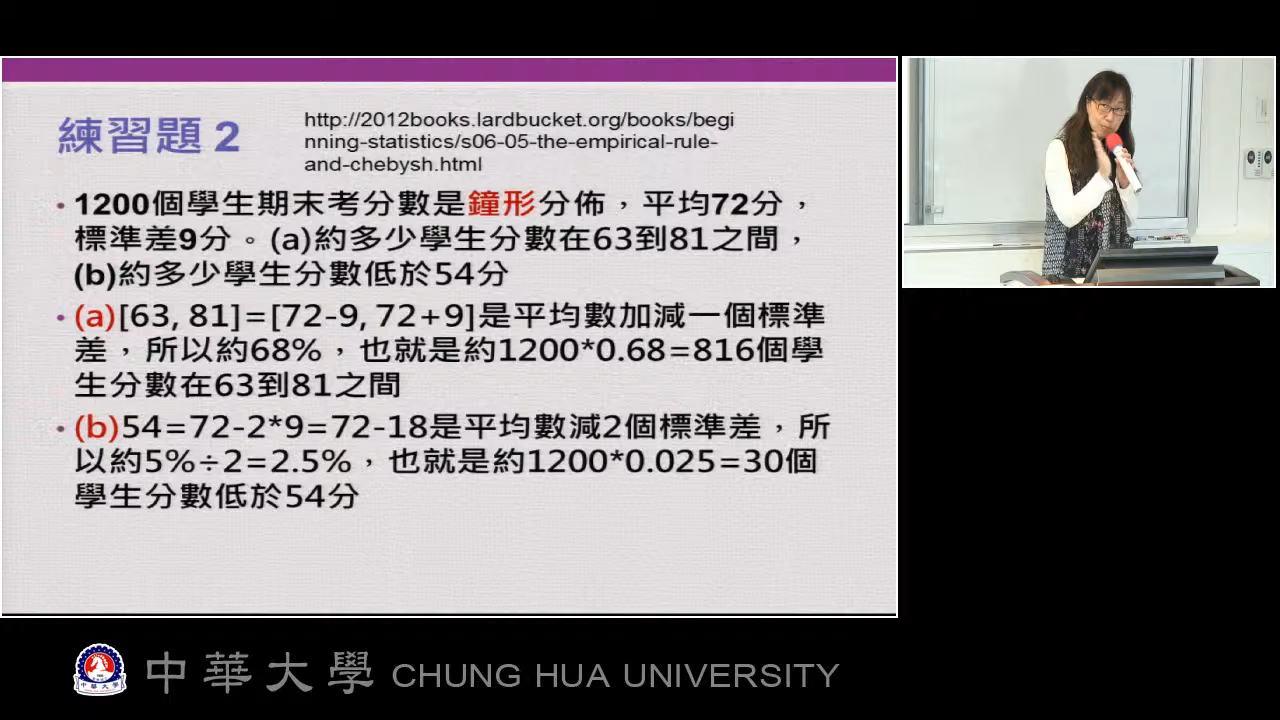 練習題 2
http://2012books.lardbucket.org/books/begi
nning-statistics/s06-05-the-empirical-rule-
and-chebysh.html
• 1200個學生期末考分數是鐘形分佈，平均72分，
標準差9分。(a)約多少學生分數在63到81之間，
(b)約多少學生分數低於54分
• (a)[63, 81]=[72-9, 72+9]是平均數加減一個標準
差，所以約68%，也就是約1200*0.68=816個學
生分數在63到81之間
• (b)54=72-2*9=72-18是平均數減2個標準差，所
以約5%÷2=2.5%，也就是約1200*0.025=30個
學生分數低於54分
中華大學 CHUNG HUA UNIVERSITY